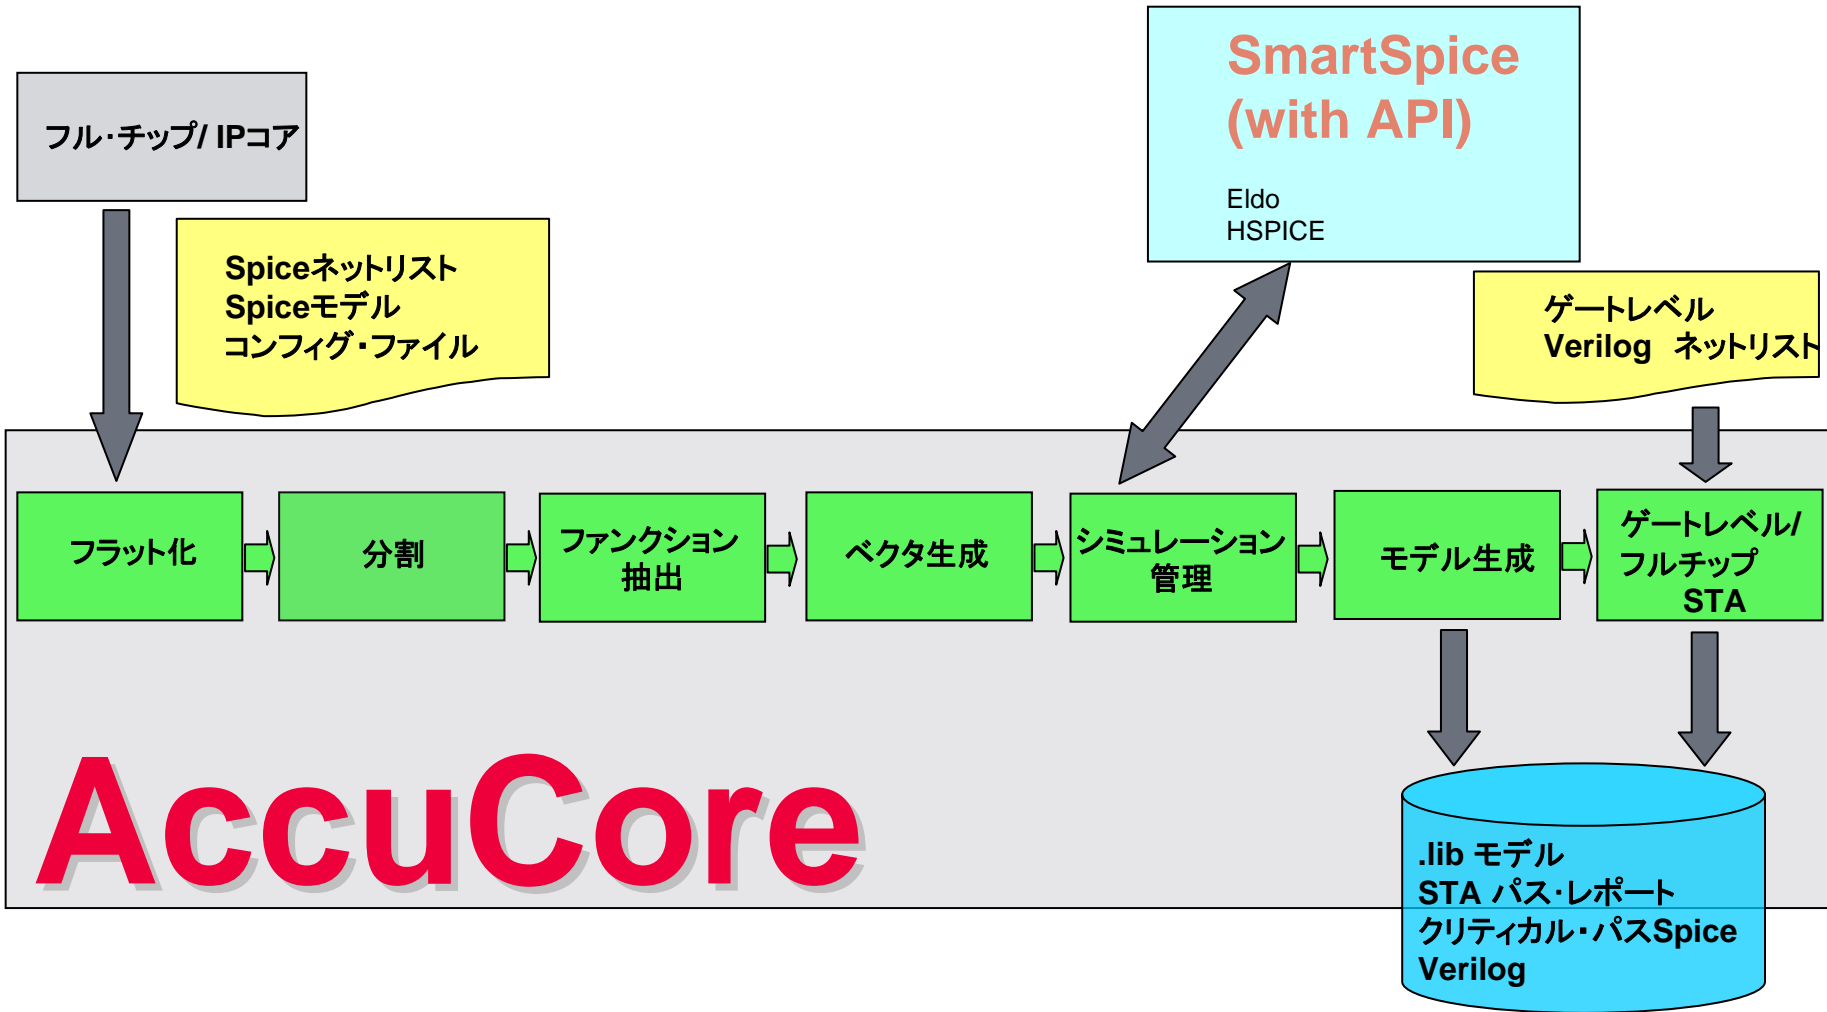 SmartSpice
(with API)
Eldo
HSPICE
フル・チップ/ IPコア
Spiceネットリスト
Spiceモデル
コンフィグ・ファイル
ゲートレベル
Verilog　ネットリスト
フラット化
分割
ファンクション
抽出
ベクタ生成
シミュレーション
管理
モデル生成
ゲートレベル/
フルチップ
STA
AccuCore
.lib モデル
STA パス・レポート
クリティカル・パスSpice
Verilog